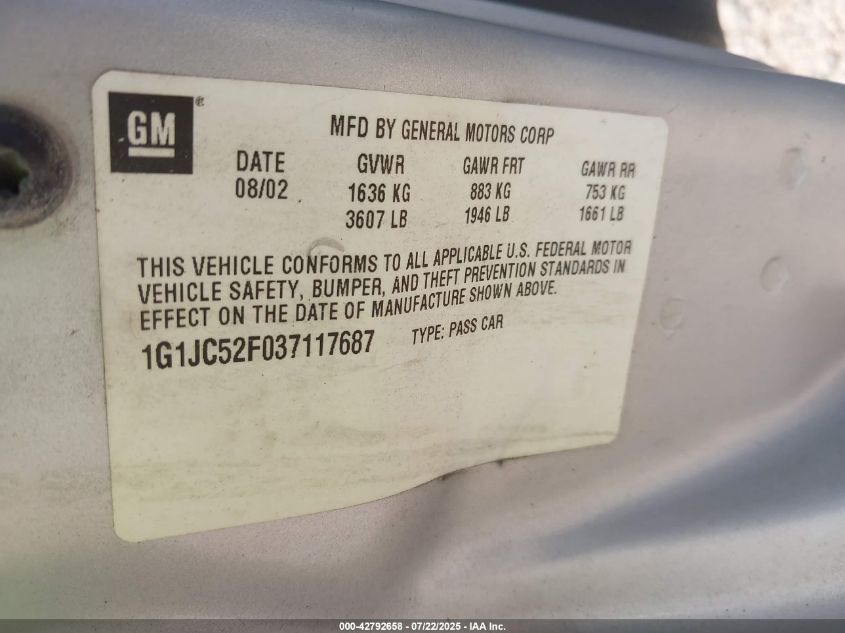 GM®
MFD BY GENERAL MOTORS CORP
DATE GVWR GAWR FRT GAWR RR
08/02 1636 KG 883 KG 753 KG
3607 LB 1946 LB 1661 LB
THIS VEHICLE CONFORMS TO ALL APPLICABLE U.S. FEDERAL MOTOR
VEHICLE SAFETY, BUMPER, AND THEFT PREVENTION STANDARDS IN
EFFECT ON THE DATE OF MANUFACTURE SHOWN ABOVE.
1G1JC52F037117687 TYPE: PASS CAR
000-42792658 - 07/22/2025 - IAA Inc.